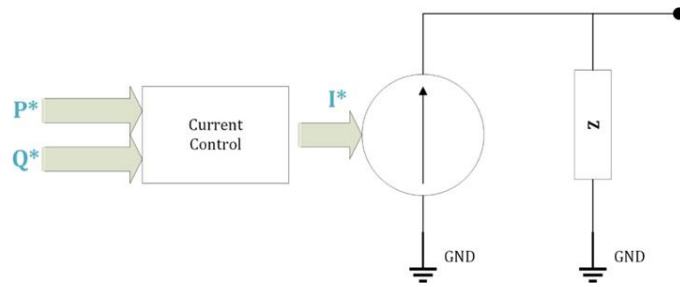 P*
Q*
Current
Control
I*
Z
GND
GND